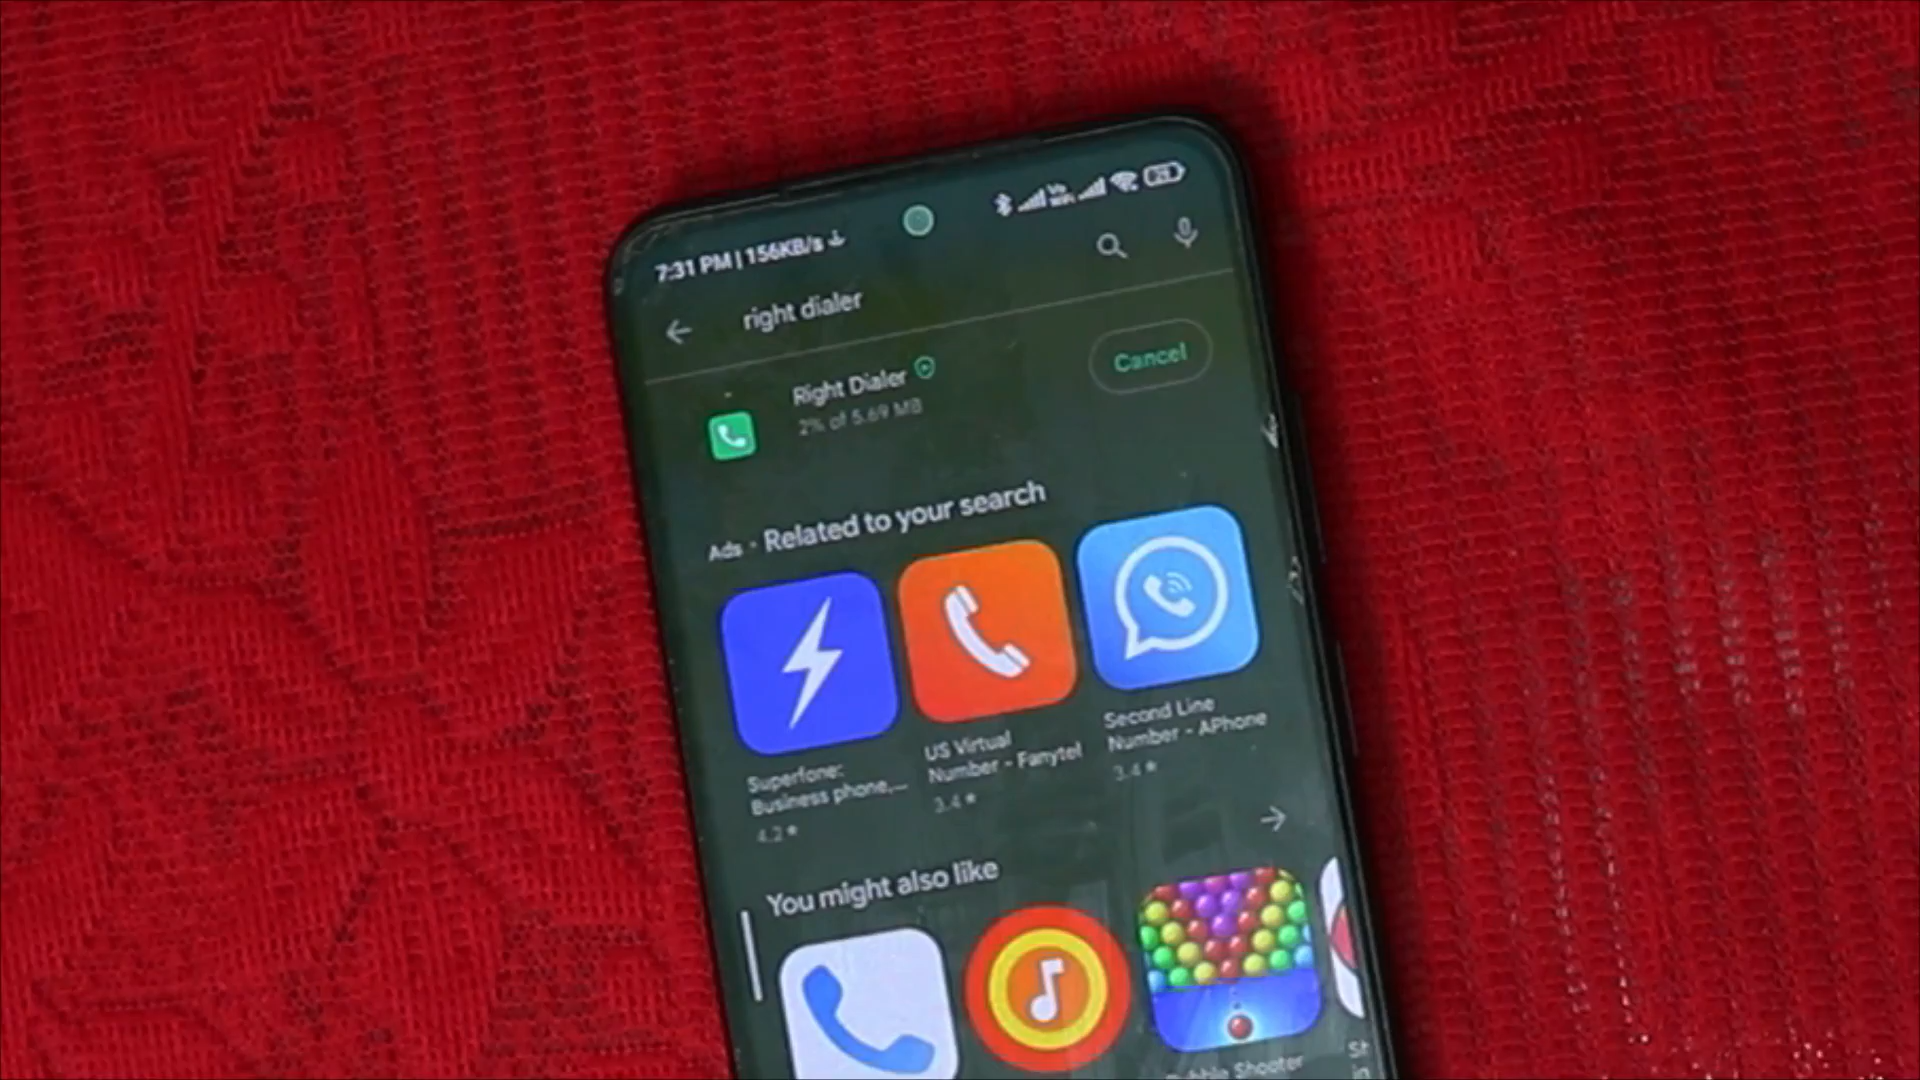 7:31 PM | 156KB/s
Vo
WiFi
right dialer
Right Dialer
2% of 5.69 MB
Cancel
Ads · Related to your search
Superfone:
Business phone,...
4.2★
US Virtual
Number - Fanytel
3.4★
Second Line
Number - APhone
3.4★
You might also like
Bubble Shooter